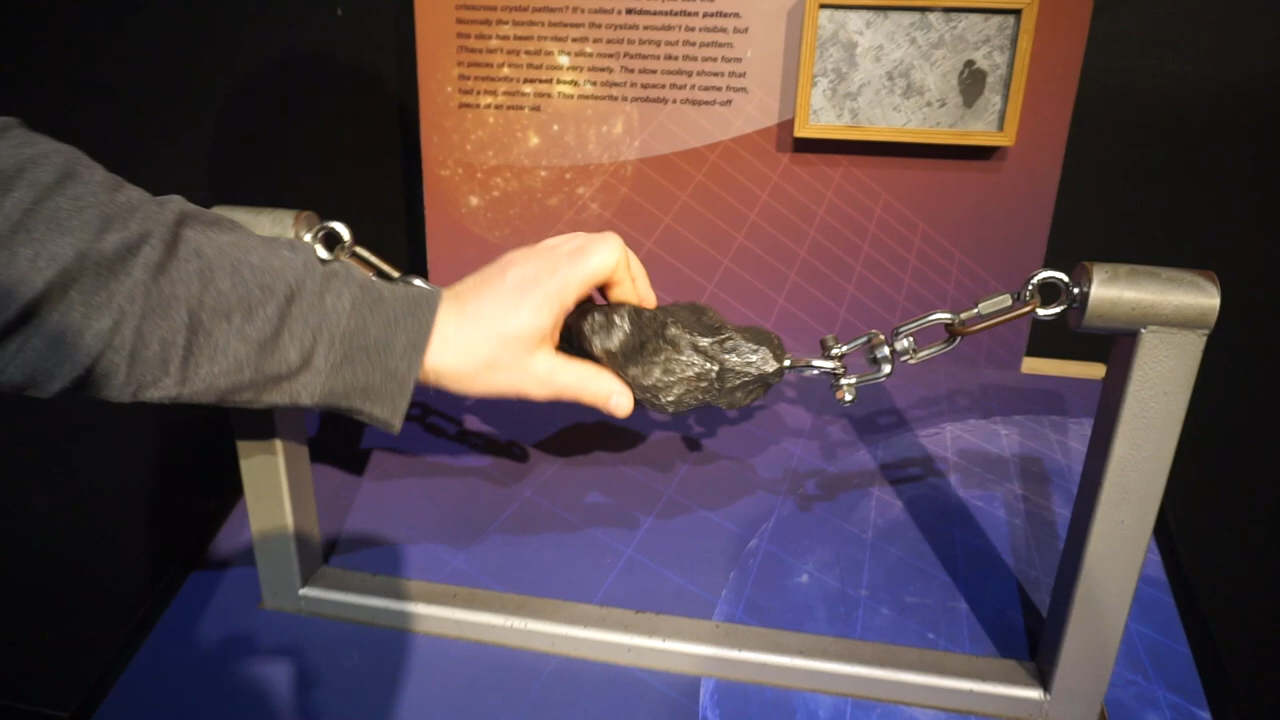 crisscross crystal pattern? It's called a Widmanstatten pattern.
Normally the borders between the crystals wouldn't be visible, but
this slice has been treated with an acid to bring out the pattern.
(There isn't any acid on the slice now!) Patterns like this one form
in pieces of iron that cool very slowly. The slow cooling shows that
the meteorite's parent body, the object in space that it came from,
had a hot, molten core. This meteorite is probably a chipped-off
piece of an asteroid.